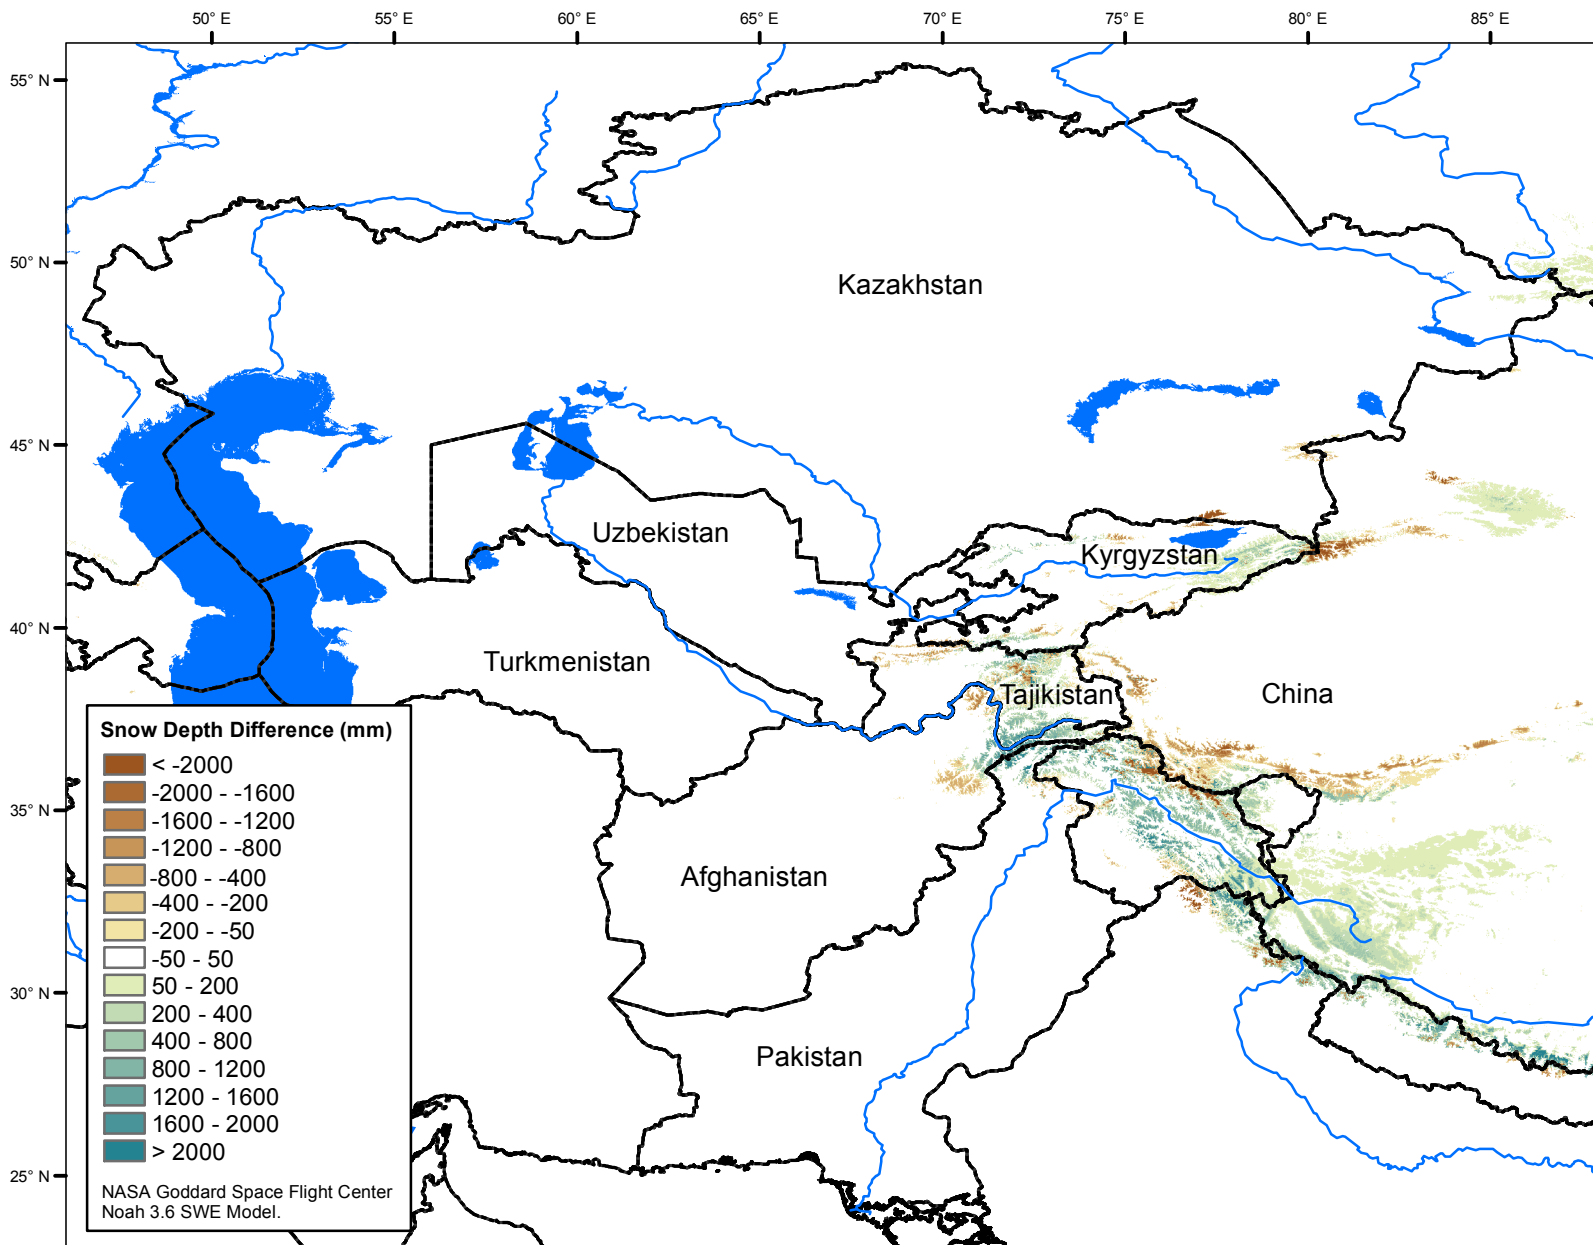 50° E 55° E 60° E 65° E 70° E 75° E 80° E 85° E
55° N
50° N
Kazakhstan
45° N
Uzbekistan
Kyrgyzstan
40° N
Turkmenistan
Tajikistan
China
Snow Depth Difference (mm)
< -2000
-2000 - -1600
-1600 - -1200
-1200 - -800
-800 - -400
-400 - -200
-200 - -50
-50 - 50
50 - 200
200 - 400
400 - 800
800 - 1200
1200 - 1600
1600 - 2000
> 2000
NASA Goddard Space Flight Center
Noah 3.6 SWE Model.
35° N
Afghanistan
30° N
Pakistan
25° N